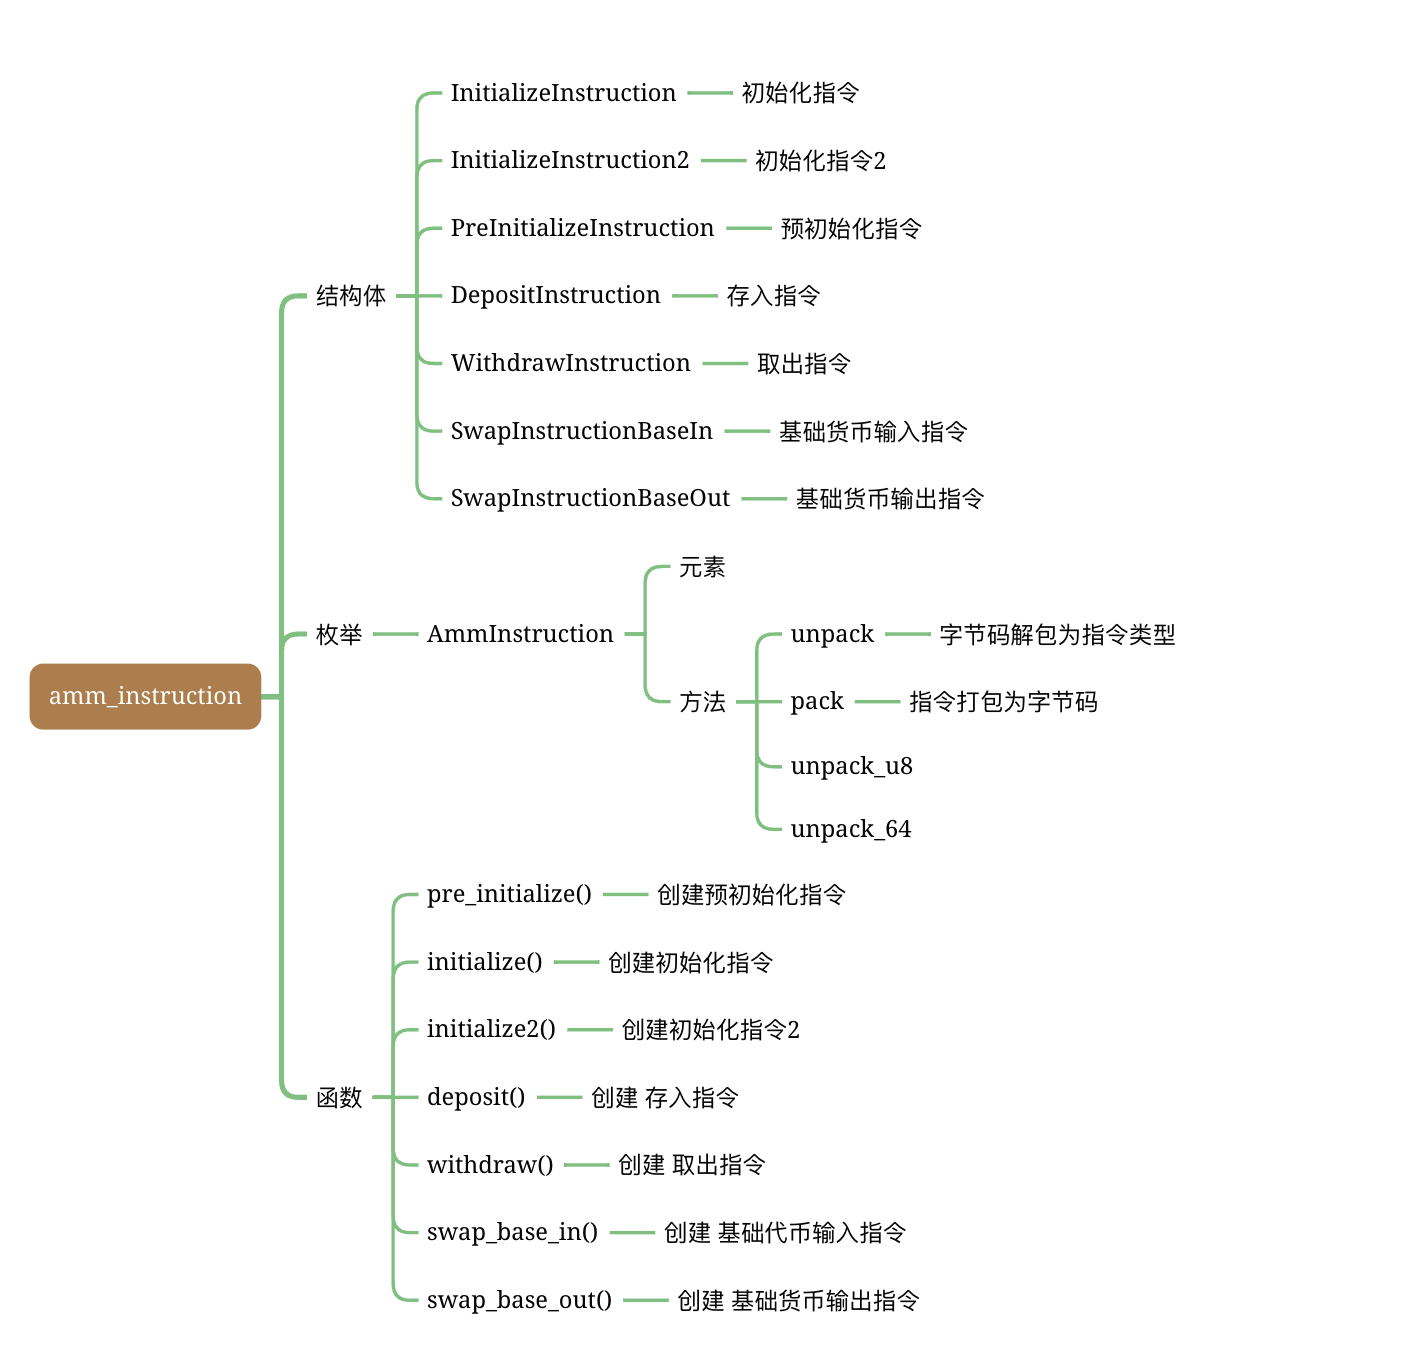 InitializeInstruction 初始化指令
InitializeInstruction2 初始化指令2
PreInitializeInstruction 预初始化指令
结构体 DepositInstruction 存入指令
WithdrawInstruction 取出指令
SwapInstructionBaseIn 基础货币输入指令
SwapInstructionBaseOut 基础货币输出指令
元素
枚举 AmmInstruction unpack 字节码解包为指令类型
amm_instruction 方法 pack 指令打包为字节码
unpack_u8
unpack_64
pre_initialize() 创建预初始化指令
initialize() 创建初始化指令
initialize2() 创建初始化指令2
函数 deposit() 创建 存入指令
withdraw() 创建 取出指令
swap_base_in() 创建 基础代币输入指令
swap_base_out() 创建 基础货币输出指令